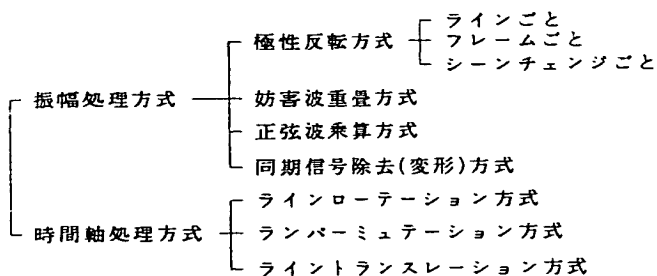 ラインごと
極性反転方式
フレームごと
シーンチェンジごと
振幅処理方式
妨害波重畳方式
正弦波乗算方式
同期信号除去(変形)方式
ラインローテーション方式
時間軸処理方式
ランパーミュテーション方式
ライントランスレーション方式